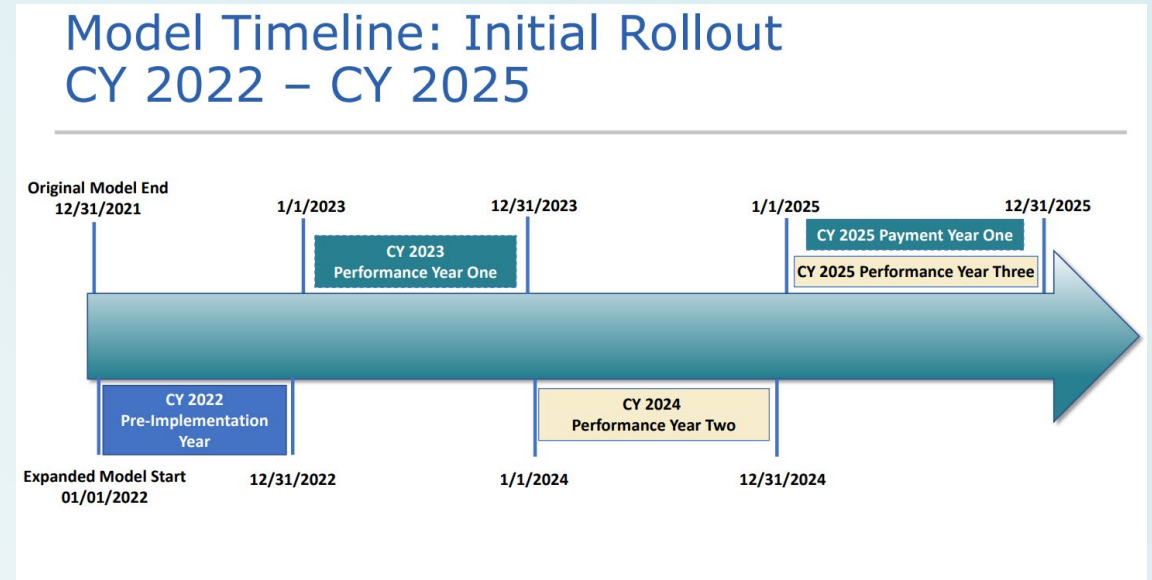 Model Timeline: Initial Rollout
CY 2022 – CY 2025
Original Model End
12/31/2021
1/1/2023
12/31/2023
1/1/2025
12/31/2025
CY 2023
Performance Year One
CY 2025 Payment Year One
CY 2025 Performance Year Three
CY 2022
Pre-Implementation
Year
CY 2024
Performance Year Two
Expanded Model Start
01/01/2022
12/31/2022
1/1/2024
12/31/2024